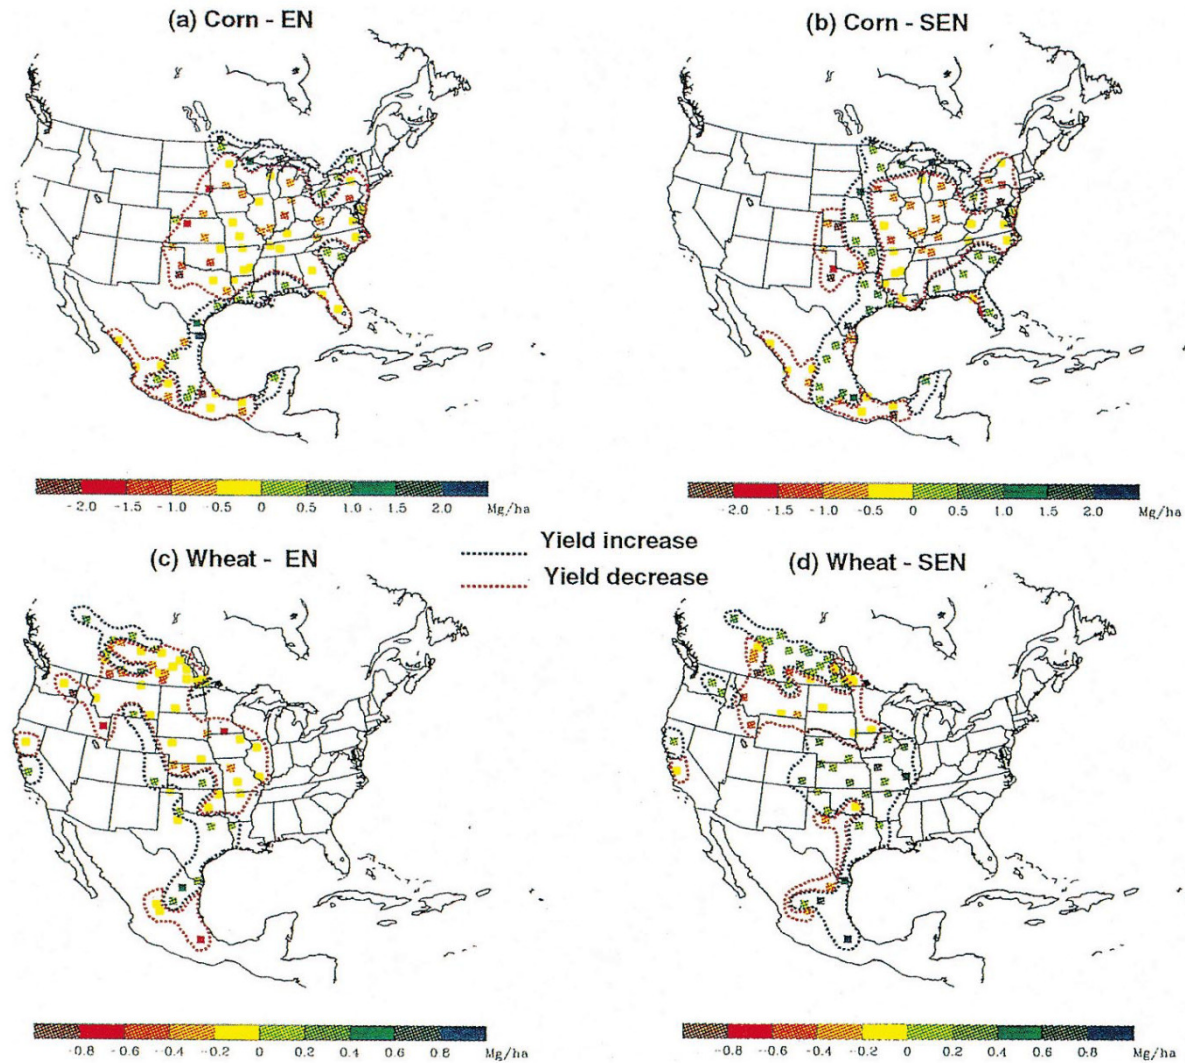 (a) Corn - EN
(b) Corn - SEN
-2.0 -1.5 -1.0 -0.5 0 0.5 1.0 1.5 2.0 Mg/ha
-2.0 -1.5 -1.0 -0.5 0 0.5 1.0 1.5 2.0 Mg/ha
Yield increase
Yield decrease
(c) Wheat - EN
(d) Wheat - SEN
-0.8 -0.6 -0.4 -0.2 0 0.2 0.4 0.6 0.8 Mg/ha
-0.8 -0.6 -0.4 -0.2 0 0.2 0.4 0.6 0.8 Mg/ha